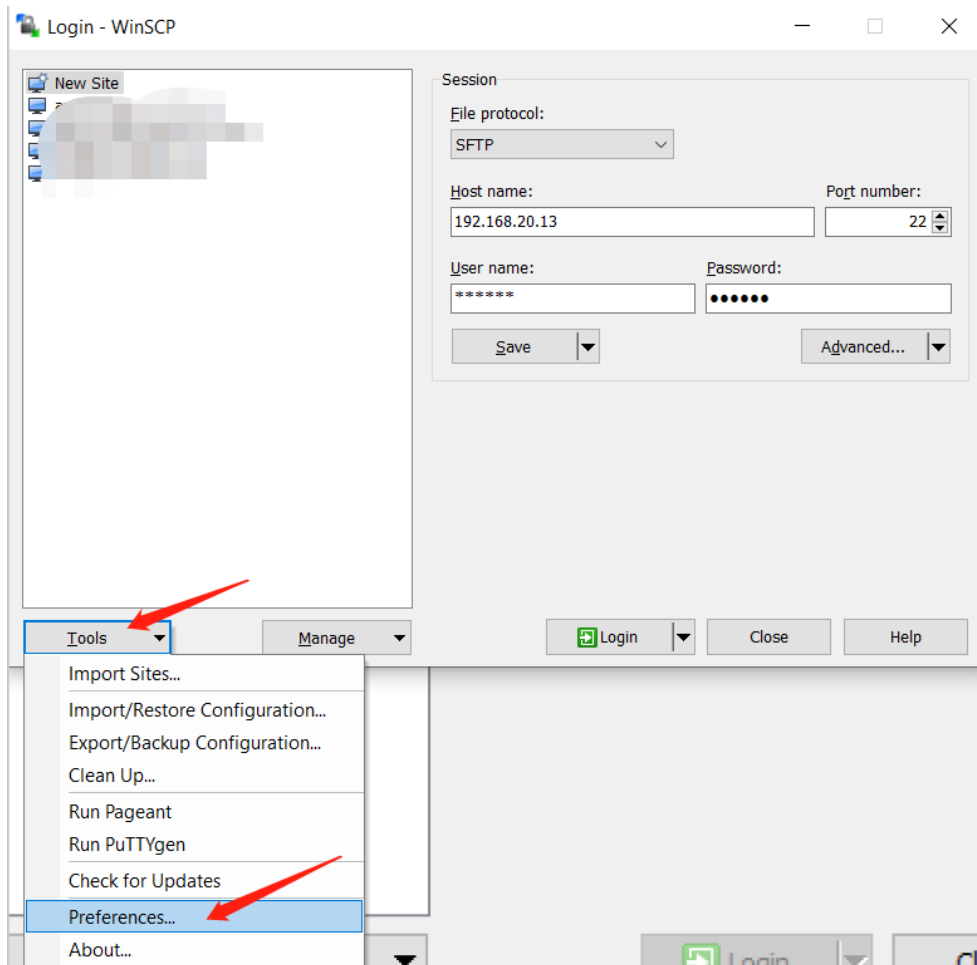 Login - WinSCP
New Site
Session
File protocol:
SFTP
Host name:
Port number:
192.168.20.13
22
User name:
Password:
******
●●●●●●
Save
Advanced...
Tools
Manage
Login
Close
Help
Import Sites...
Import/Restore Configuration...
Export/Backup Configuration...
Clean Up...
Run Pageant
Run PuTTYgen
Check for Updates
Preferences...
About...
Login